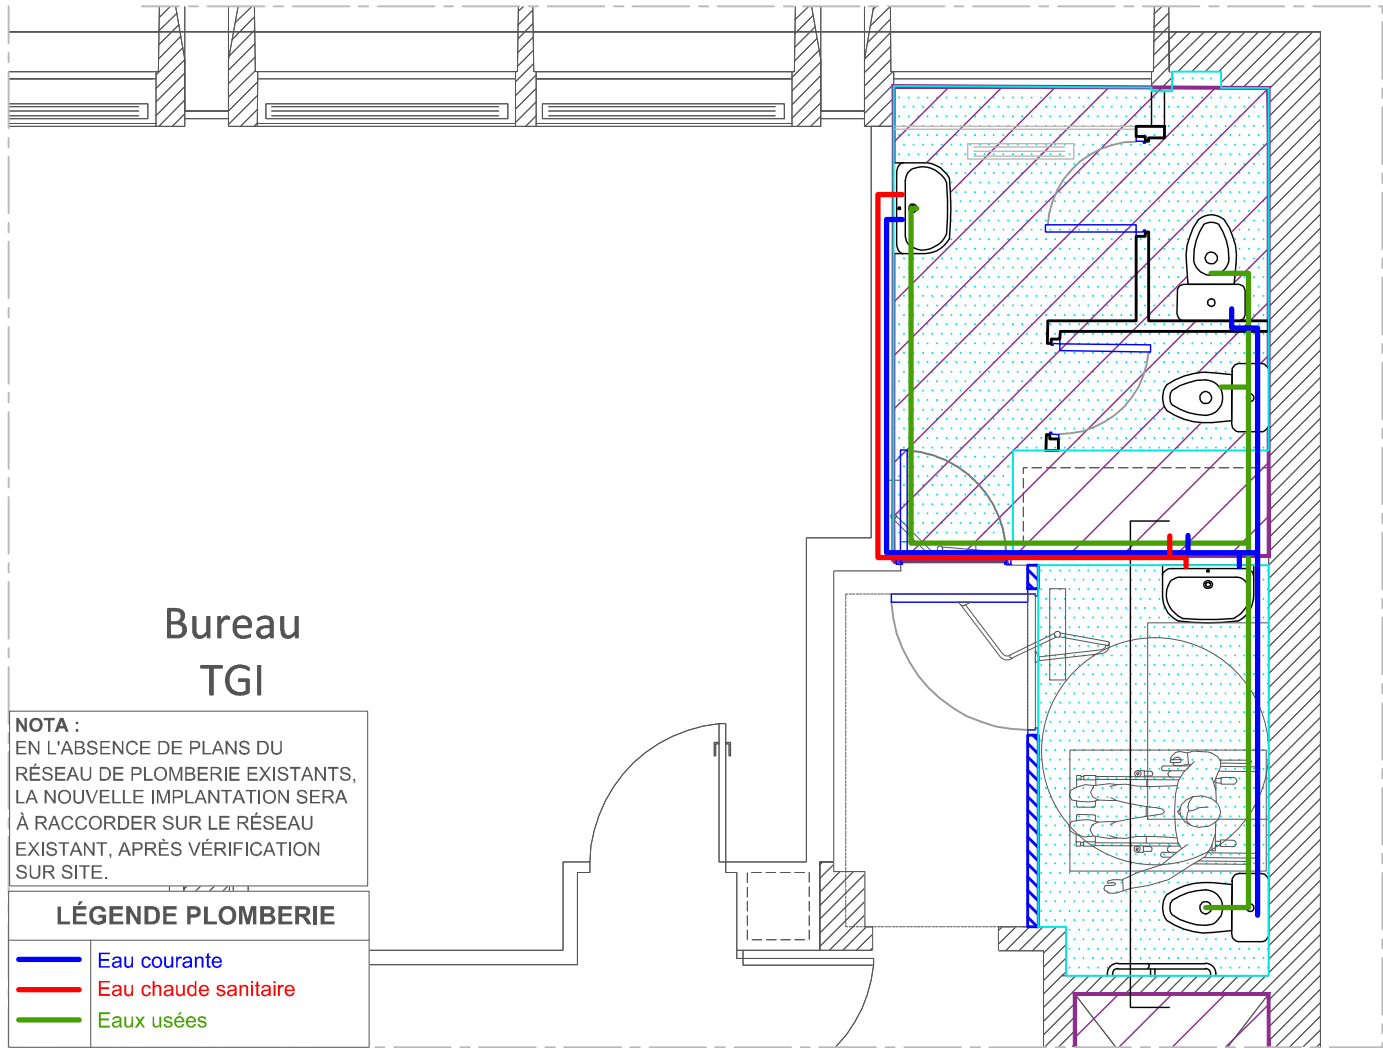 Bureau
TGI
NOTA :
EN L'ABSENCE DE PLANS DU
RÉSEAU DE PLOMBERIE EXISTANTS,
LA NOUVELLE IMPLANTATION SERA
À RACCORDER SUR LE RÉSEAU
EXISTANT, APRÈS VÉRIFICATION
SUR SITE.
LÉGENDE PLOMBERIE
Eau courante
Eau chaude sanitaire
Eaux usées